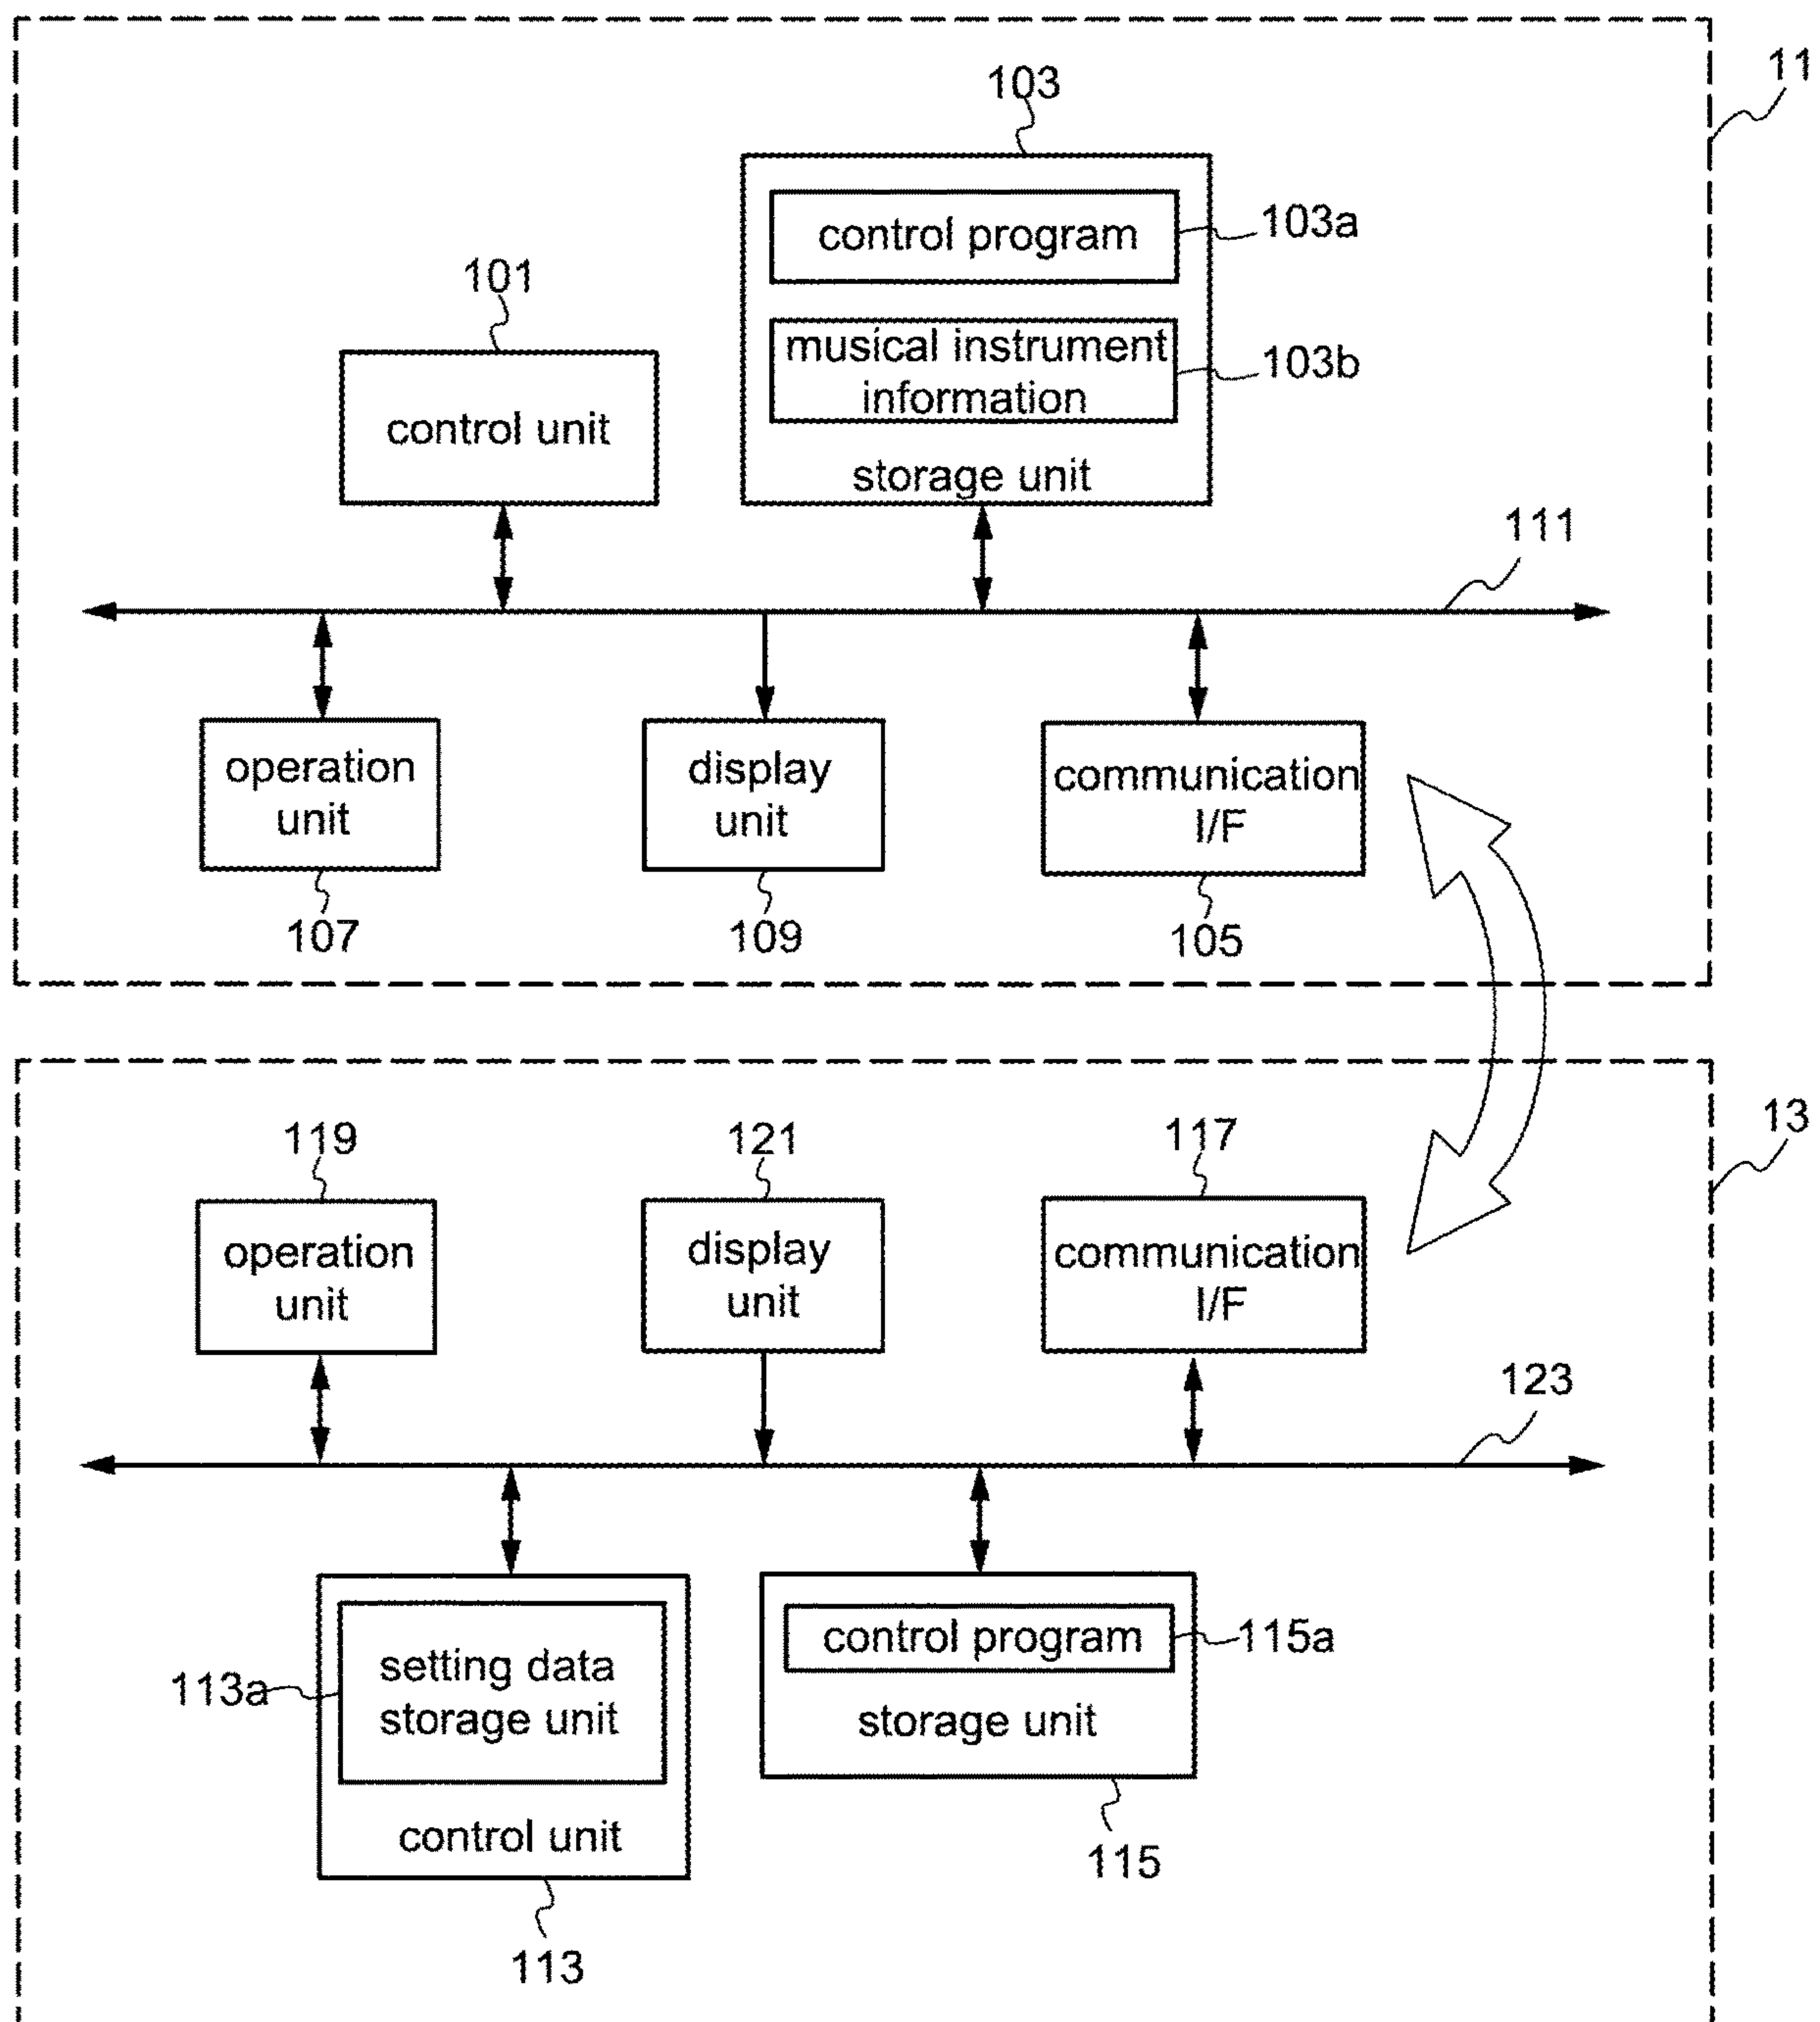 11
103
control program
103a
101
musical instrument
information
103b
control unit
storage unit
111
operation
unit
display
unit
communication
I/F
107
109
105
13
119
121
117
operation
unit
display
unit
communication
I/F
123
setting data
storage unit
113a
control program
115a
storage unit
control unit
115
113